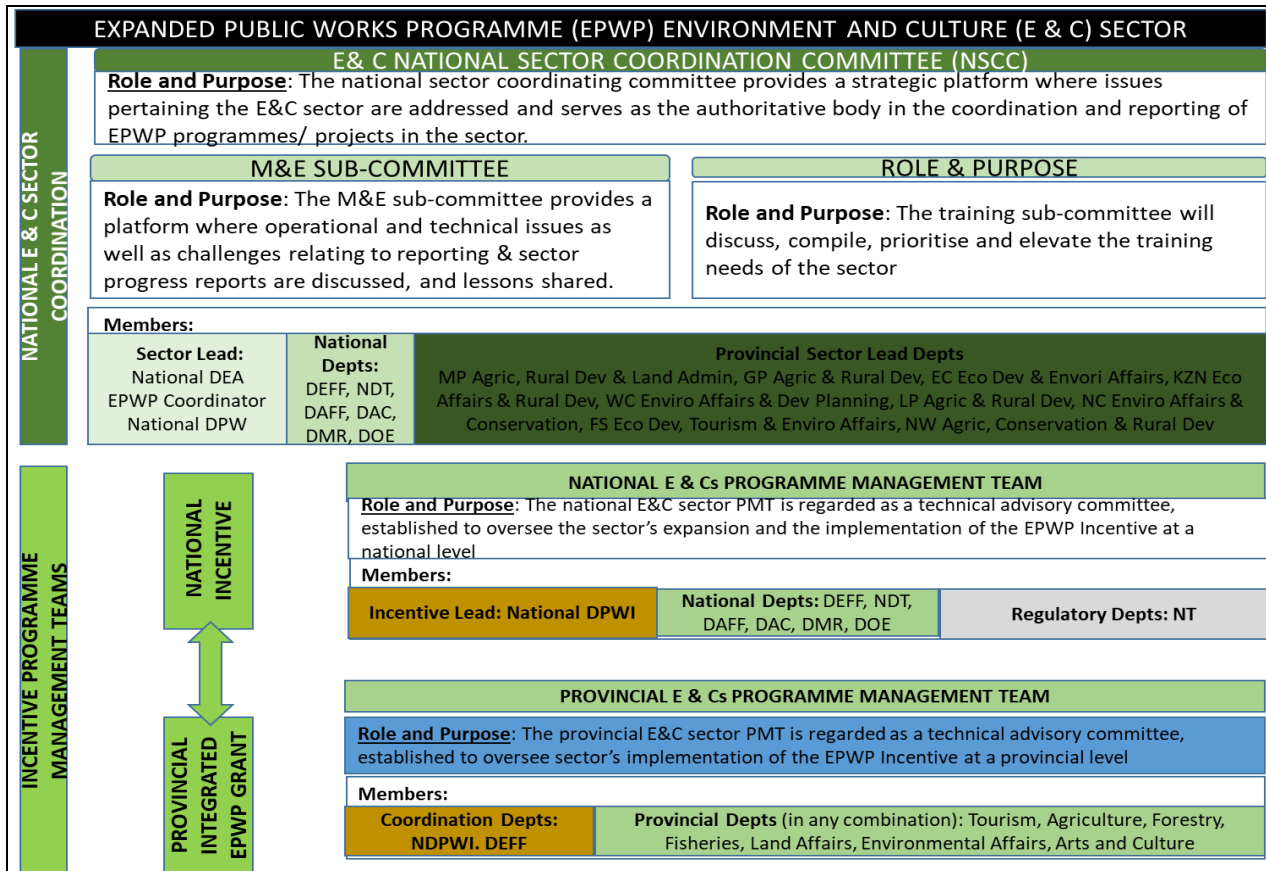 EXPANDED PUBLIC WORKS PROGRAMME (EPWP) ENVIRONMENT AND CULTURE (E & C) SECTOR
NATIONAL E & C SECTOR
COORDINATION
E& C NATIONAL SECTOR COORDINATION COMMITTEE (NSCC)
Role and Purpose: The national sector coordinating committee provides a strategic platform where issues
pertaining the E&C sector are addressed and serves as the authoritative body in the coordination and reporting of
EPWP programmes/ projects in the sector.
M&E SUB-COMMITTEE
Role and Purpose: The M&E sub-committee provides a
platform where operational and technical issues as
well as challenges relating to reporting & sector
progress reports are discussed, and lessons shared.
ROLE & PURPOSE
Role and Purpose: The training sub-committee will
discuss, compile, prioritise and elevate the training
needs of the sector
Members:
Sector Lead:
National DEA
EPWP Coordinator
National DPW
National
Depts:
DEFF, NDT,
DAFF, DAC,
DMR, DOE
Provincial Sector Lead Depts
MP Agric, Rural Dev & Land Admin, GP Agric & Rural Dev, EC Eco Dev & Envori Affairs, KZN Eco
Affairs & Rural Dev, WC Enviro Affairs & Dev Planning, LP Agric & Rural Dev, NC Enviro Affairs &
Conservation, FS Eco Dev, Tourism & Enviro Affairs, NW Agric, Conservation & Rural Dev
INCENTIVE PROGRAMME
MANAGEMENT TEAMS
NATIONAL
INCENTIVE
NATIONAL E & Cs PROGRAMME MANAGEMENT TEAM
Role and Purpose: The national E&C sector PMT is regarded as a technical advisory committee,
established to oversee the sector's expansion and the implementation of the EPWP Incentive at a
national level
Members:
Incentive Lead: National DPWI
National Depts: DEFF, NDT,
DAFF, DAC, DMR, DOE
Regulatory Depts: NT
PROVINCIAL
INTEGRATED
EPWP GRANT
PROVINCIAL E & Cs PROGRAMME MANAGEMENT TEAM
Role and Purpose: The provincial E&C sector PMT is regarded as a technical advisory committee,
established to oversee sector's implementation of the EPWP Incentive at a provincial level
Members:
Coordination Depts:
NDPWI. DEFF
Provincial Depts (in any combination): Tourism, Agriculture, Forestry,
Fisheries, Land Affairs, Environmental Affairs, Arts and Culture